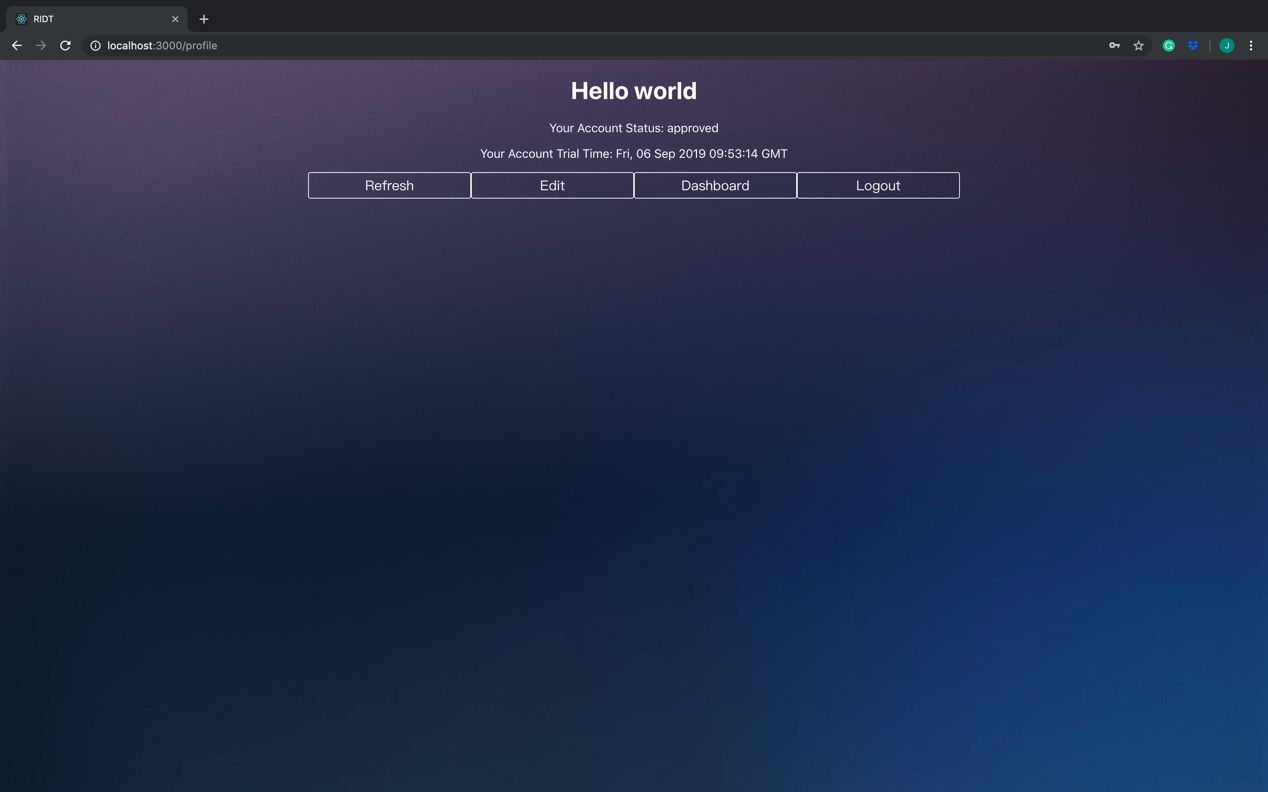 RIDT
localhost:3000/profile
J
Hello world
Your Account Status: approved
Your Account Trial Time: Fri, 06 Sep 2019 09:53:14 GMT
Refresh Edit Dashboard Logout